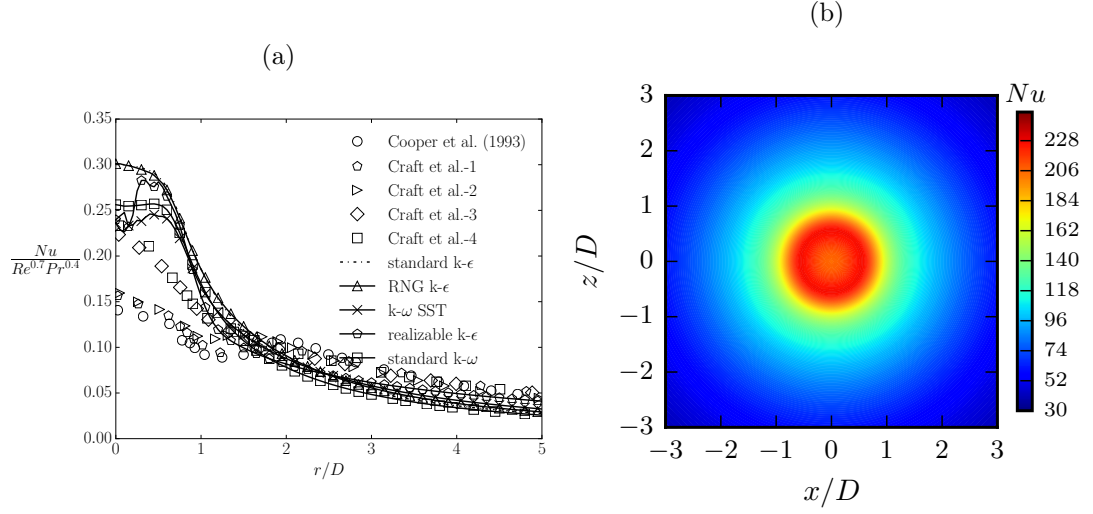 (a)
0.35
0.30
0.25
0.20
0.15
0.10
0.05
0.00
Nu
Re^0.7 Pr^0.4
0 1 2 3 4 5
r/D
Cooper et al. (1993)
Craft et al.-1
Craft et al.-2
Craft et al.-3
Craft et al.-4
standard k-ϵ
RNG k-ϵ
k-ω SST
realizable k-ϵ
standard k-ω
(b)
3
2
1
0
−1
−2
−3
z/D
−3 −2 −1 0 1 2 3
x/D
Nu
228
206
184
162
140
118
96
74
52
30